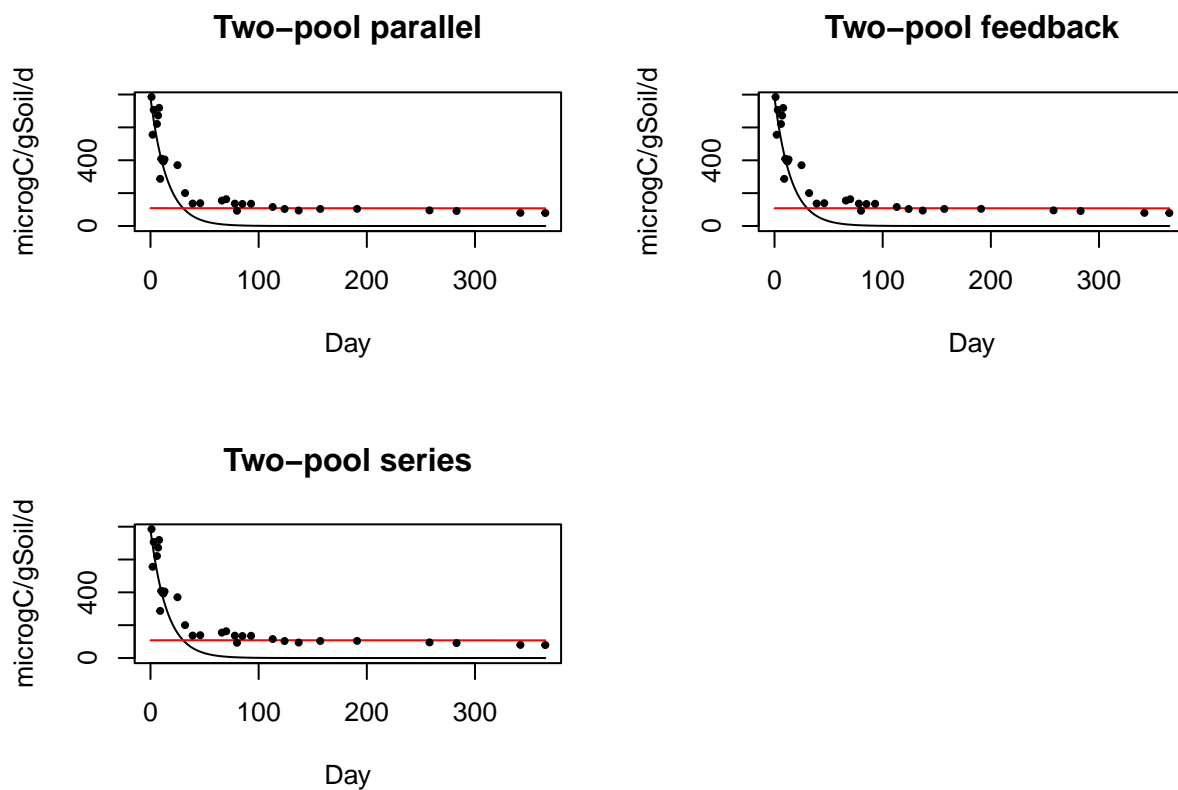 Two−pool parallel
microgC/gSoil/d
400
0
0 100 200 300
Day
Two−pool feedback
microgC/gSoil/d
400
0
0 100 200 300
Day
Two−pool series
microgC/gSoil/d
400
0
0 100 200 300
Day